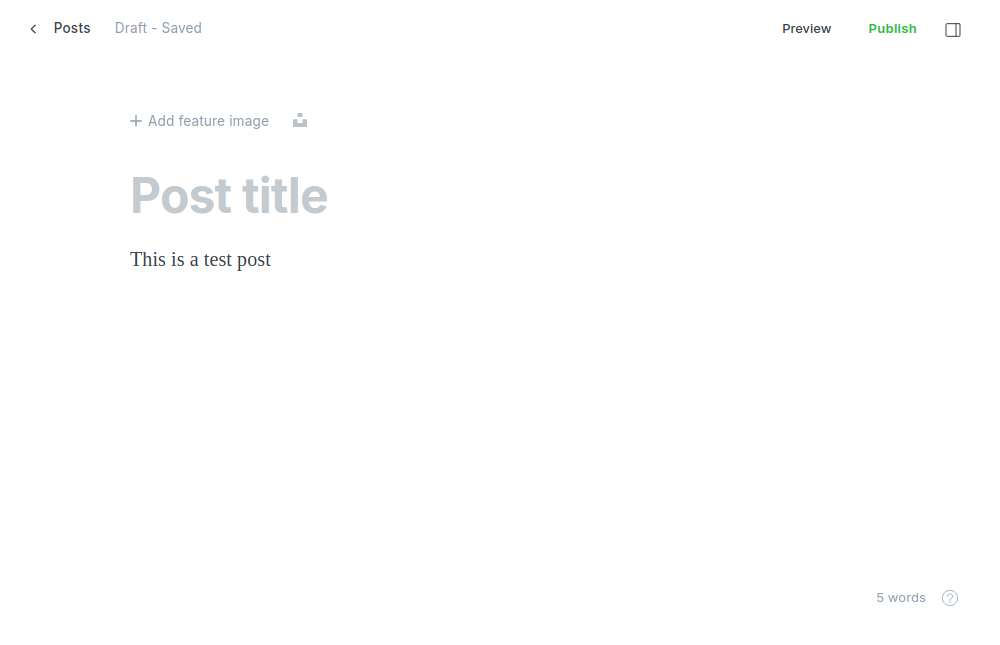 Posts Draft - Saved Preview Publish
Add feature image
Post title
This is a test post
5 words ?